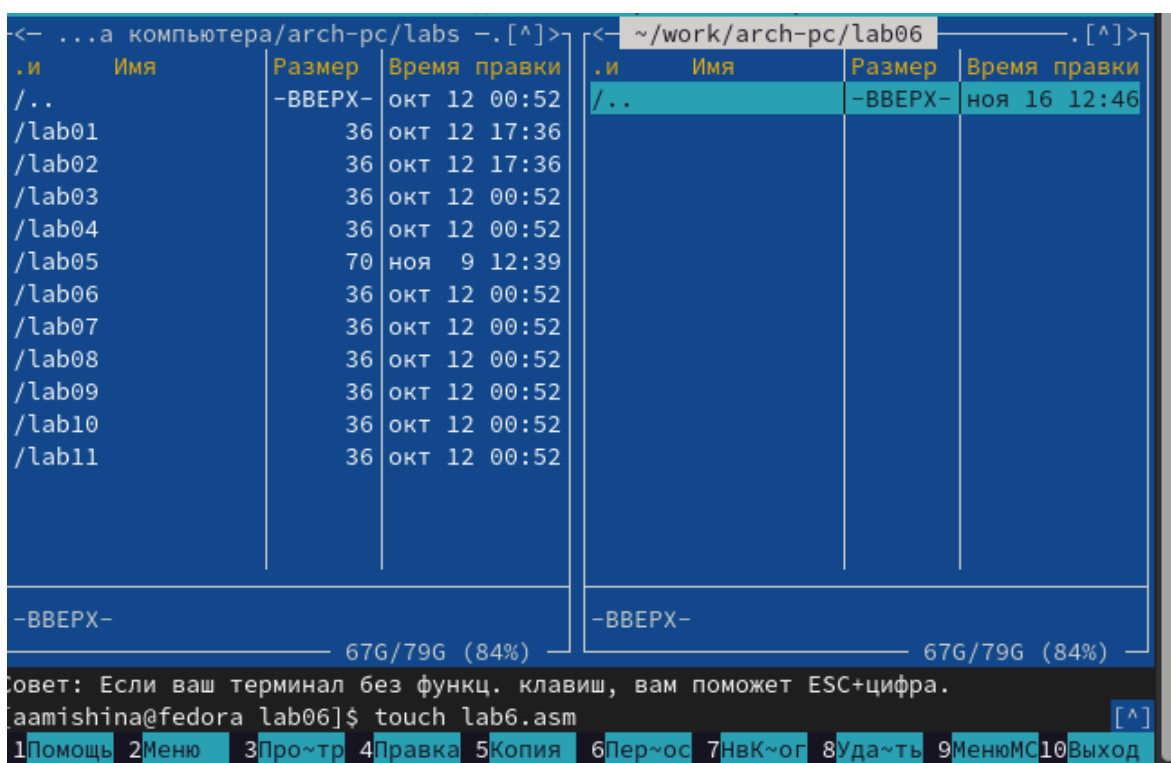 <— ...а компьютера/arch-pc/labs —.[^]>
.и Имя Размер Время правки
/.. -ВВЕРХ- окт 12 00:52
/lab01 36 окт 12 17:36
/lab02 36 окт 12 17:36
/lab03 36 окт 12 00:52
/lab04 36 окт 12 00:52
/lab05 70 ноя 9 12:39
/lab06 36 окт 12 00:52
/lab07 36 окт 12 00:52
/lab08 36 окт 12 00:52
/lab09 36 окт 12 00:52
/lab10 36 окт 12 00:52
/lab11 36 окт 12 00:52
-ВВЕРХ-
67G/79G (84%)
<— ~/work/arch-pc/lab06 .[^]>
.и Имя Размер Время правки
/.. -ВВЕРХ- ноя 16 12:46
-ВВЕРХ-
67G/79G (84%)
Совет: Если ваш терминал без функц. клавиш, вам поможет ESC+цифра.
[aamishina@fedora lab06]$ touch lab6.asm [^]
1Помощь 2Меню 3Про~тр 4Правка 5Копия 6Пер~ос 7НвК~ог 8Уда~ть 9МенюМС 10Выход